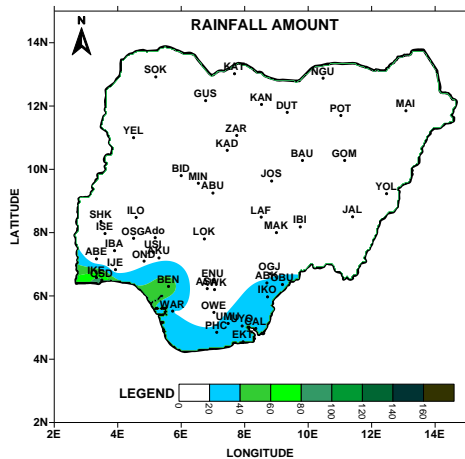 RAINFALL AMOUNT
14N
12N
10N
8N
6N
4N
2N
LATITUDE
N
SOK
KAT
NGU
GUS
KAN
DUT
POT
MAI
YEL
ZAR
KAD
BAU
GOM
BID
MIN
ABU
JOS
YOL
SHK
ISE
ILO
OSG
Ado
LOK
LAF
MAK
IBI
JAL
ABE
IBA
USI
AKU
IJE
OND
IKE
BEN
ENU
AWK
OGJ
OBU
IKO
WAR
OWE
UMU
UYO
CAL
PHC
EKT
LEGEND
0
20
40
60
80
100
120
140
160
2E
4E
6E
8E
10E
12E
14E
LONGITUDE